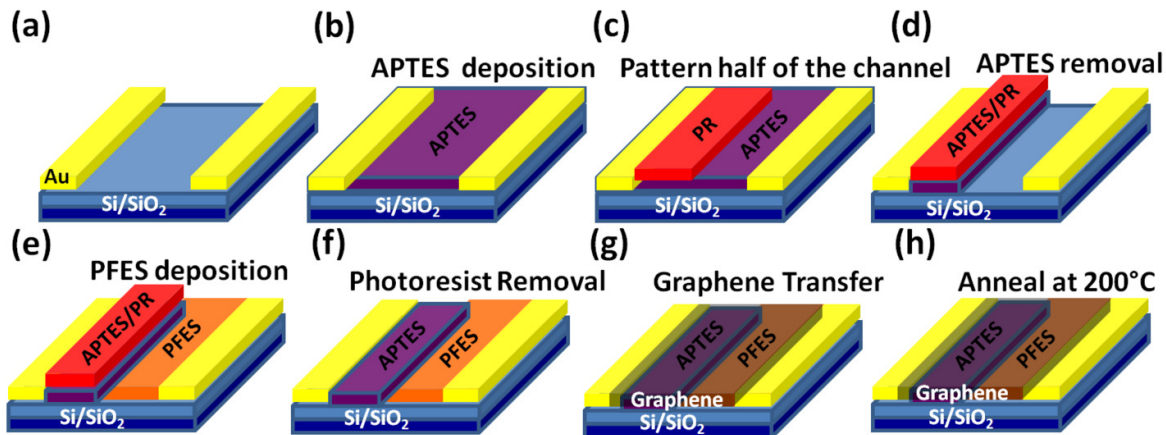 (a)
Au
Si/SiO₂
(b)
APTES deposition
APTES
(c)
Pattern half of the channel
PR
APTES
Si/SiO₂
(d)
APTES removal
APTES/PR
Si/SiO₂
(e)
PFES deposition
APTES/PR
PFES
Si/SiO₂
(f)
Photoresist Removal
APTES
PFES
Si/SiO₂
(g)
Graphene Transfer
APTES
PFES
Graphene
Si/SiO₂
(h)
Anneal at 200°C
APTES
PFES
Graphene
Si/SiO₂